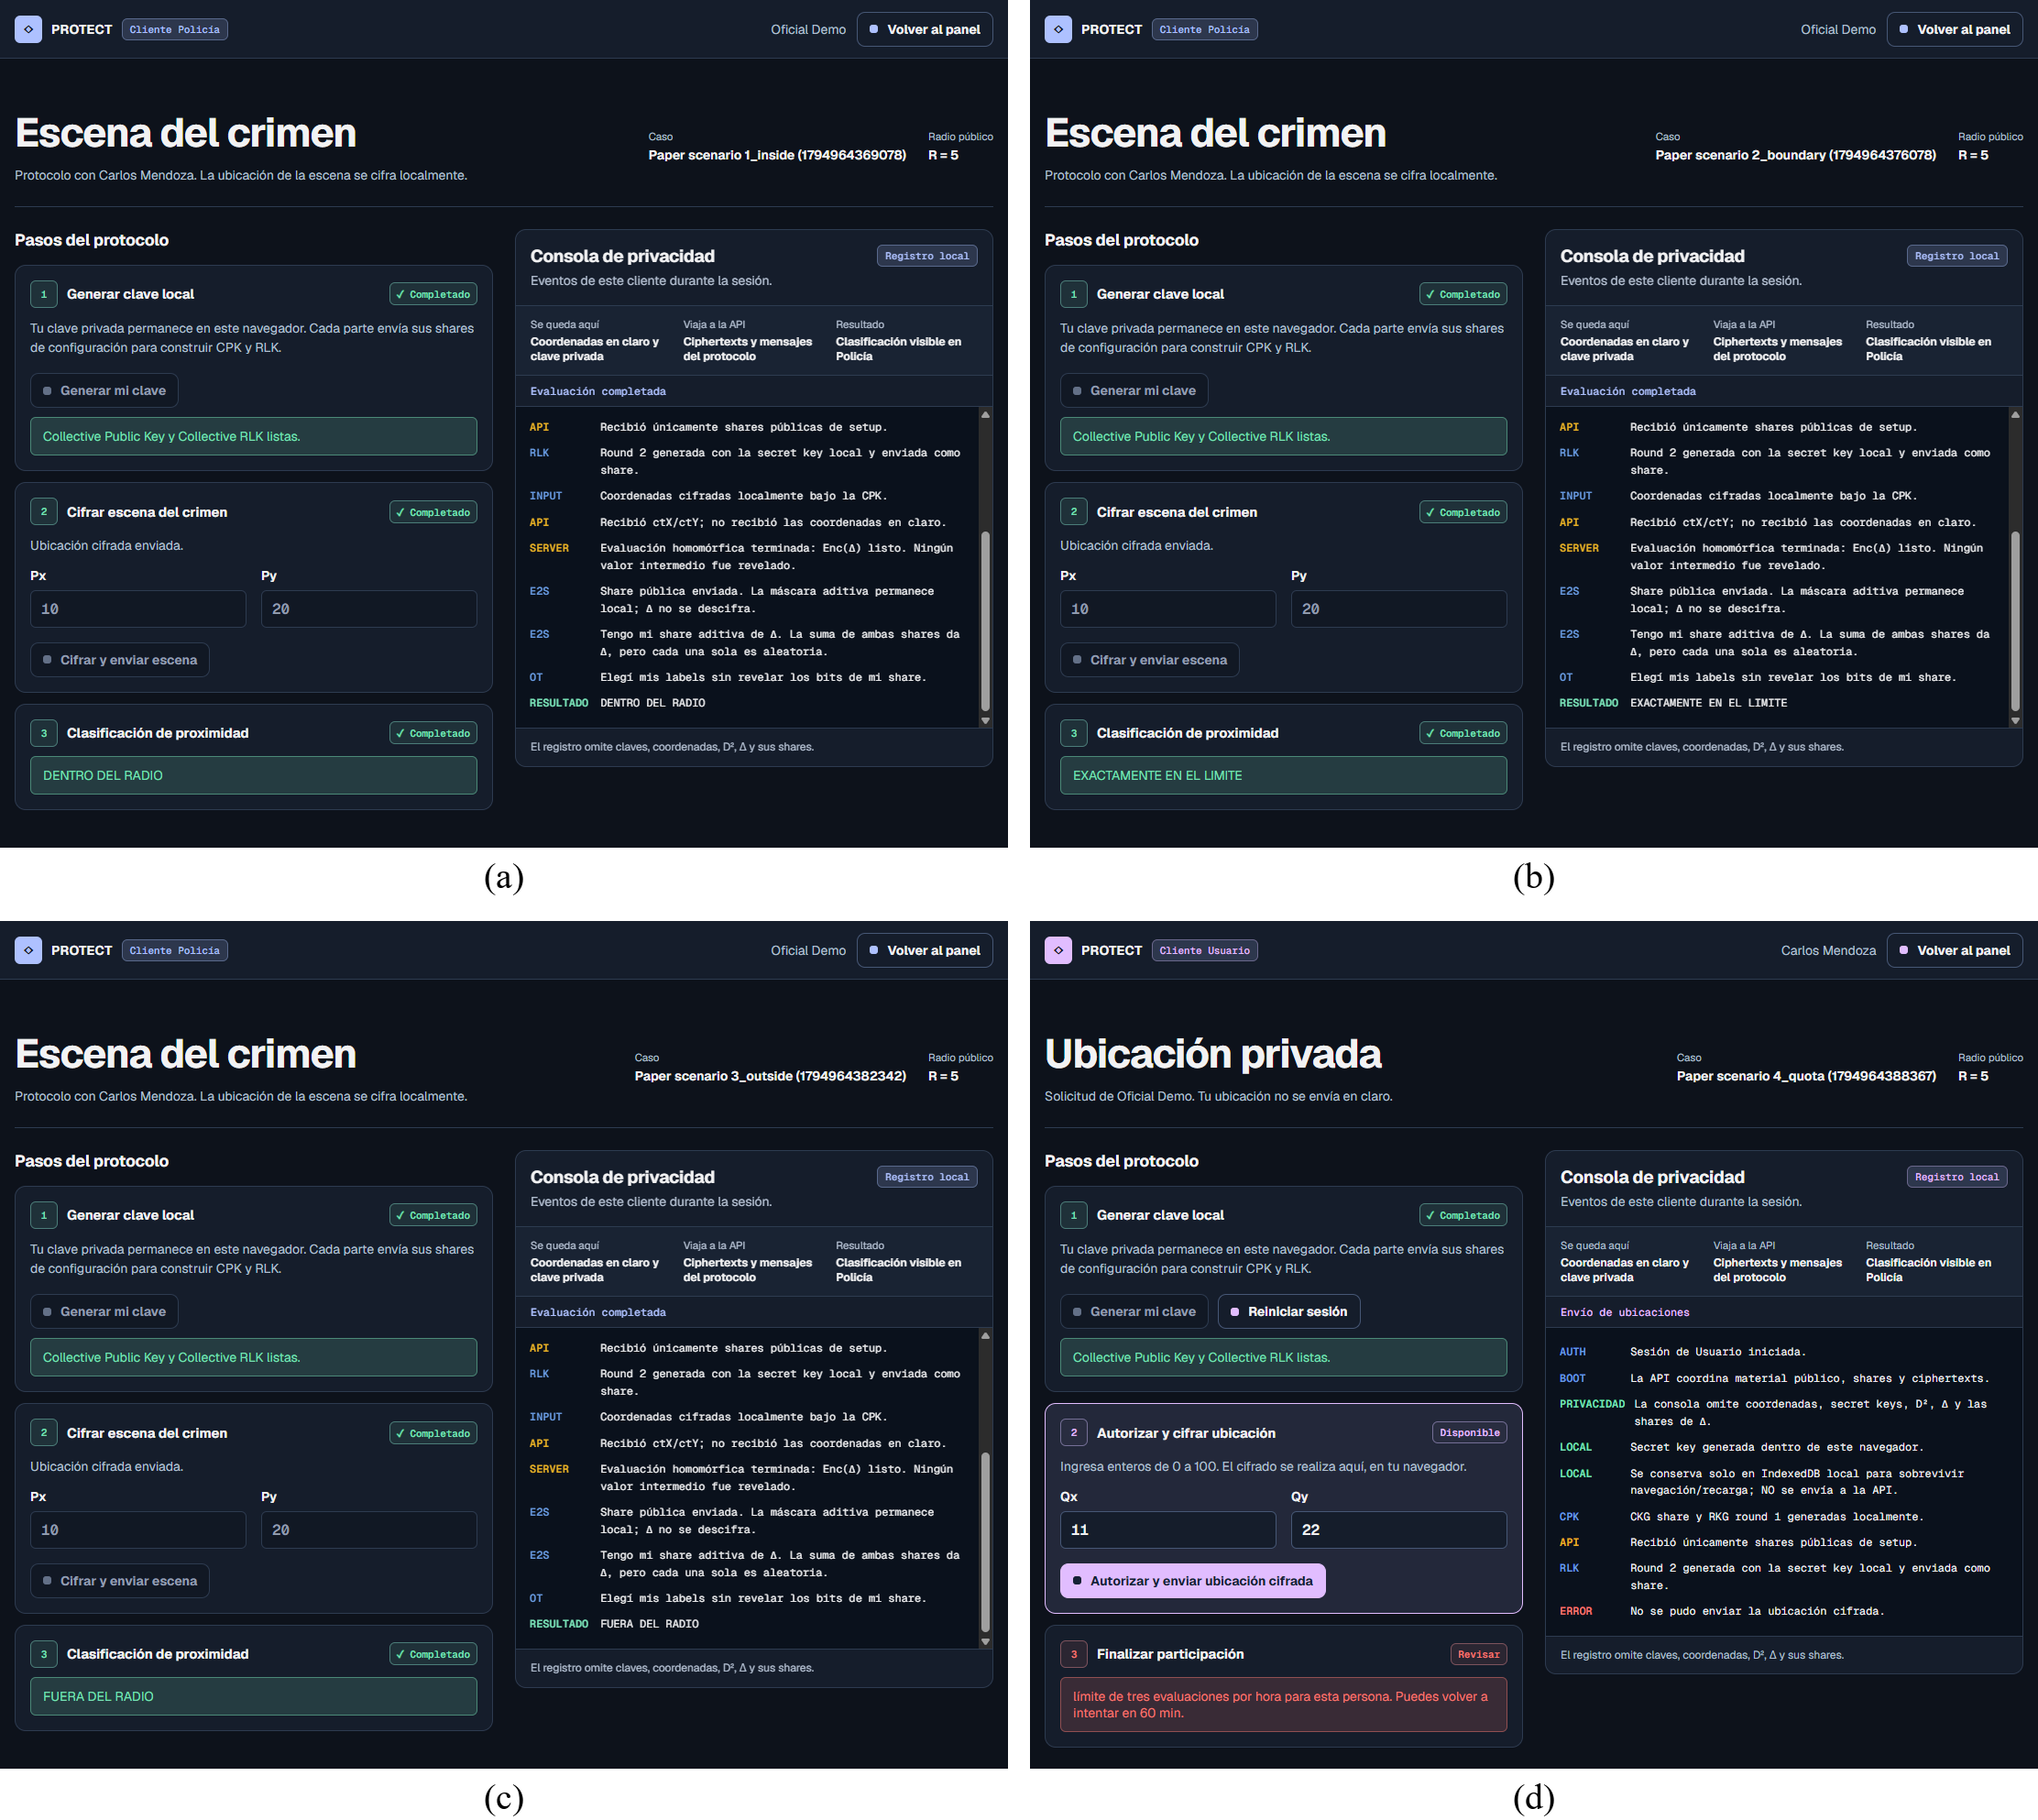 PROTECT Cliente Policía Oficial Demo Volver al panel
Escena del crimen
Protocolo con Carlos Mendoza. La ubicación de la escena se cifra localmente.
Caso
Paper scenario 1_inside (1794964369078)
Radio público
R = 5
Pasos del protocolo
1 Generar clave local ✓ Completado
Tu clave privada permanece en este navegador. Cada parte envía sus shares
de configuración para construir CPK y RLK.
Generar mi clave
Collective Public Key y Collective RLK listas.
2 Cifrar escena del crimen ✓ Completado
Ubicación cifrada enviada.
Px Py
10 20
Cifrar y enviar escena
3 Clasificación de proximidad ✓ Completado
DENTRO DEL RADIO
Consola de privacidad Registro local
Eventos de este cliente durante la sesión.
Se queda aquí
Coordenadas en claro y
clave privada
Viaja a la API
Ciphertexts y mensajes
del protocolo
Resultado
Clasificación visible en
Policía
Evaluación completada
API Recibió únicamente shares públicas de setup.
RLK Round 2 generada con la secret key local y enviada como
share.
INPUT Coordenadas cifradas localmente bajo la CPK.
API Recibió ctX/ctY; no recibió las coordenadas en claro.
SERVER Evaluación homomórfica terminada: Enc(Δ) listo. Ningún
valor intermedio fue revelado.
E2S Share pública enviada. La máscara aditiva permanece
local; Δ no se descifra.
E2S Tengo mi share aditiva de Δ. La suma de ambas shares da
Δ, pero cada una sola es aleatoria.
OT Elegí mis labels sin revelar los bits de mi share.
RESULTADO DENTRO DEL RADIO
El registro omite claves, coordenadas, D², Δ y sus shares.
(a)
PROTECT Cliente Policía Oficial Demo Volver al panel
Escena del crimen
Protocolo con Carlos Mendoza. La ubicación de la escena se cifra localmente.
Caso
Paper scenario 2_boundary (1794964376078)
Radio público
R = 5
Pasos del protocolo
1 Generar clave local ✓ Completado
Tu clave privada permanece en este navegador. Cada parte envía sus shares
de configuración para construir CPK y RLK.
Generar mi clave
Collective Public Key y Collective RLK listas.
2 Cifrar escena del crimen ✓ Completado
Ubicación cifrada enviada.
Px Py
10 20
Cifrar y enviar escena
3 Clasificación de proximidad ✓ Completado
EXACTAMENTE EN EL LIMITE
Consola de privacidad Registro local
Eventos de este cliente durante la sesión.
Se queda aquí
Coordenadas en claro y
clave privada
Viaja a la API
Ciphertexts y mensajes
del protocolo
Resultado
Clasificación visible en
Policía
Evaluación completada
API Recibió únicamente shares públicas de setup.
RLK Round 2 generada con la secret key local y enviada como
share.
INPUT Coordenadas cifradas localmente bajo la CPK.
API Recibió ctX/ctY; no recibió las coordenadas en claro.
SERVER Evaluación homomórfica terminada: Enc(Δ) listo. Ningún
valor intermedio fue revelado.
E2S Share pública enviada. La máscara aditiva permanece
local; Δ no se descifra.
E2S Tengo mi share aditiva de Δ. La suma de ambas shares da
Δ, pero cada una sola es aleatoria.
OT Elegí mis labels sin revelar los bits de mi share.
RESULTADO EXACTAMENTE EN EL LIMITE
El registro omite claves, coordenadas, D², Δ y sus shares.
(b)
PROTECT Cliente Policía Oficial Demo Volver al panel
Escena del crimen
Protocolo con Carlos Mendoza. La ubicación de la escena se cifra localmente.
Caso
Paper scenario 3_outside (1794964382342)
Radio público
R = 5
Pasos del protocolo
1 Generar clave local ✓ Completado
Tu clave privada permanece en este navegador. Cada parte envía sus shares
de configuración para construir CPK y RLK.
Generar mi clave
Collective Public Key y Collective RLK listas.
2 Cifrar escena del crimen ✓ Completado
Ubicación cifrada enviada.
Px Py
10 20
Cifrar y enviar escena
3 Clasificación de proximidad ✓ Completado
FUERA DEL RADIO
Consola de privacidad Registro local
Eventos de este cliente durante la sesión.
Se queda aquí
Coordenadas en claro y
clave privada
Viaja a la API
Ciphertexts y mensajes
del protocolo
Resultado
Clasificación visible en
Policía
Evaluación completada
API Recibió únicamente shares públicas de setup.
RLK Round 2 generada con la secret key local y enviada como
share.
INPUT Coordenadas cifradas localmente bajo la CPK.
API Recibió ctX/ctY; no recibió las coordenadas en claro.
SERVER Evaluación homomórfica terminada: Enc(Δ) listo. Ningún
valor intermedio fue revelado.
E2S Share pública enviada. La máscara aditiva permanece
local; Δ no se descifra.
E2S Tengo mi share aditiva de Δ. La suma de ambas shares da
Δ, pero cada una sola es aleatoria.
OT Elegí mis labels sin revelar los bits de mi share.
RESULTADO FUERA DEL RADIO
El registro omite claves, coordenadas, D², Δ y sus shares.
(c)
PROTECT Cliente Usuario Carlos Mendoza Volver al panel
Ubicación privada
Solicitud de Oficial Demo. Tu ubicación no se envía en claro.
Caso
Paper scenario 4_quota (1794964388367)
Radio público
R = 5
Pasos del protocolo
1 Generar clave local ✓ Completado
Tu clave privada permanece en este navegador. Cada parte envía sus shares
de configuración para construir CPK y RLK.
Generar mi clave Reiniciar sesión
Collective Public Key y Collective RLK listas.
2 Autorizar y cifrar ubicación Disponible
Ingresa enteros de 0 a 100. El cifrado se realiza aquí, en tu navegador.
Qx Qy
11 22
Autorizar y enviar ubicación cifrada
3 Finalizar participación Revisar
límite de tres evaluaciones por hora para esta persona. Puedes volver a
intentar en 60 min.
Consola de privacidad Registro local
Eventos de este cliente durante la sesión.
Se queda aquí
Coordenadas en claro y
clave privada
Viaja a la API
Ciphertexts y mensajes
del protocolo
Resultado
Clasificación visible en
Policía
Envío de ubicaciones
AUTH Sesión de Usuario iniciada.
BOOT La API coordina material público, shares y ciphertexts.
PRIVACIDAD La consola omite coordenadas, secret keys, D², Δ y las
shares de Δ.
LOCAL Secret key generada dentro de este navegador.
LOCAL Se conserva solo en IndexedDB local para sobrevivir
navegación/recarga; NO se envía a la API.
CPK CKG share y RKG round 1 generadas localmente.
API Recibió únicamente shares públicas de setup.
RLK Round 2 generada con la secret key local y enviada como
share.
ERROR No se pudo enviar la ubicación cifrada.
El registro omite claves, coordenadas, D², Δ y sus shares.
(d)